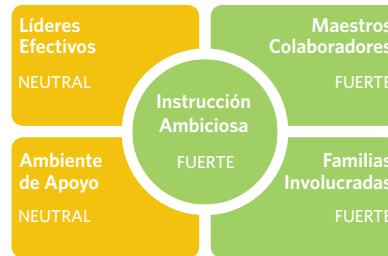 Líderes
Efectivos
NEUTRAL
Maestros
Colaboradores
FUERTE
Instrucción
Ambiciosa
FUERTE
Ambiente
de Apoyo
NEUTRAL
Familias
Involucradas
FUERTE